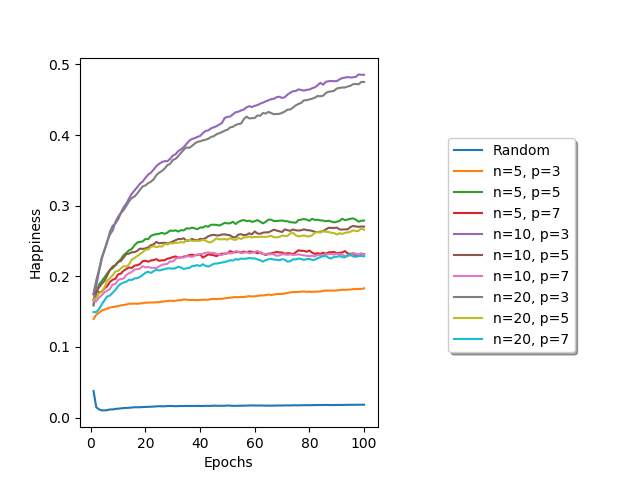 0.5
0.4
0.3
0.2
0.1
0.0
Happiness
0 20 40 60 80 100
Epochs
Random
n=5, p=3
n=5, p=5
n=5, p=7
n=10, p=3
n=10, p=5
n=10, p=7
n=20, p=3
n=20, p=5
n=20, p=7